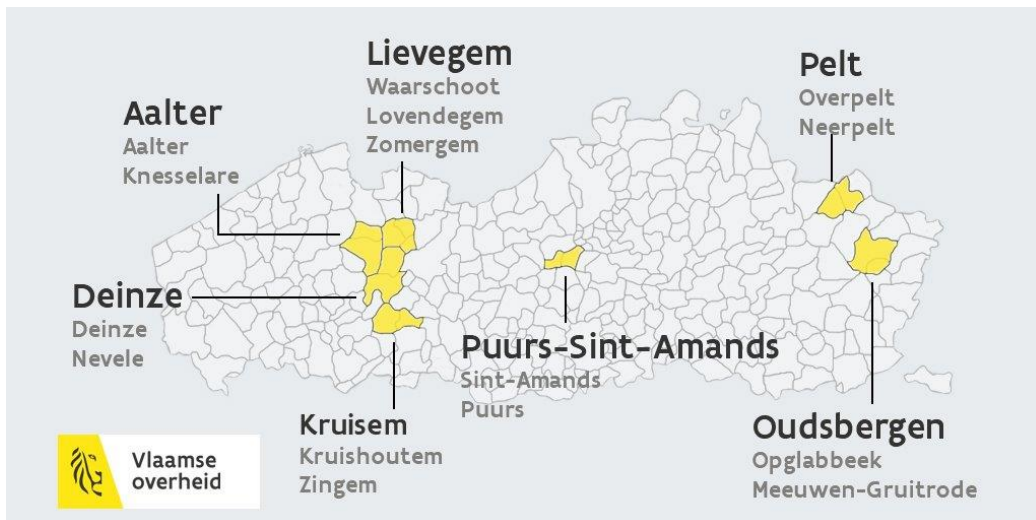 Lievegem
Waarschoot
Lovendegem
Zomergem
Pelt
Overpelt
Neerpelt
Aalter
Aalter
Knesselare
Deinze
Deinze
Nevele
Puurs-Sint-Amands
Sint-Amands
Puurs
Kruisem
Kruishoutem
Zingem
Oudsbergen
Opglabbeek
Meeuwen-Gruitrode
Vlaamse
overheid